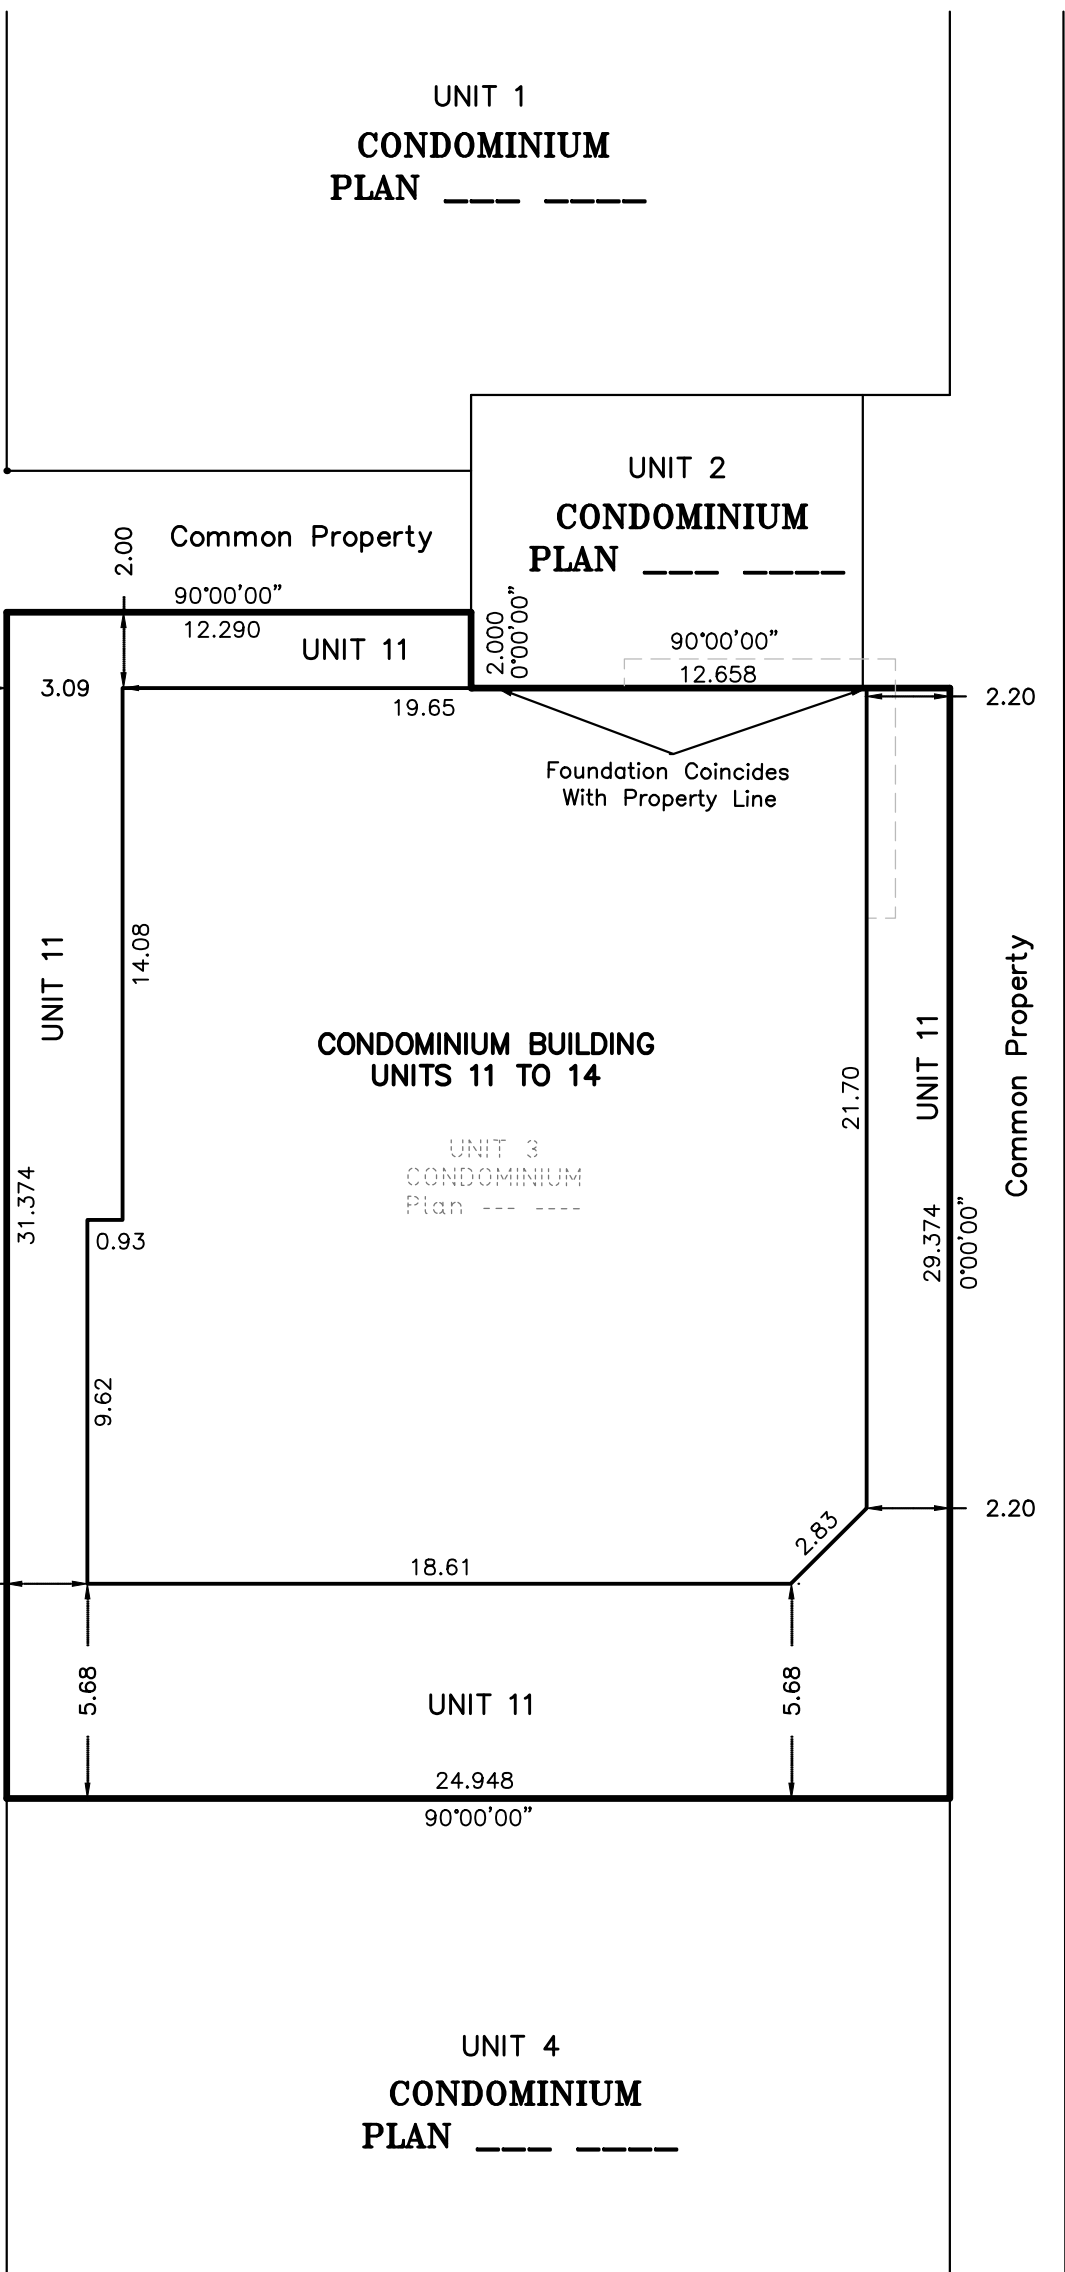 UNIT 1
CONDOMINIUM
PLAN ___ ____
UNIT 2
CONDOMINIUM
PLAN ___ ____
Common Property
2.00
90°00'00"
12.290
UNIT 11
2.000
0°00'00"
90°00'00"
12.658
3.09
19.65
2.20
Foundation Coincides
With Property Line
UNIT 11
14.08
CONDOMINIUM BUILDING
UNITS 11 TO 14
21.70
UNIT 11
Common Property
UNIT 3
CONDOMINIUM
Plan --- ----
31.374
0.93
29.374
0°00'00"
9.62
2.83
2.20
18.61
5.68
UNIT 11
5.68
24.948
90°00'00"
UNIT 4
CONDOMINIUM
PLAN ___ ____